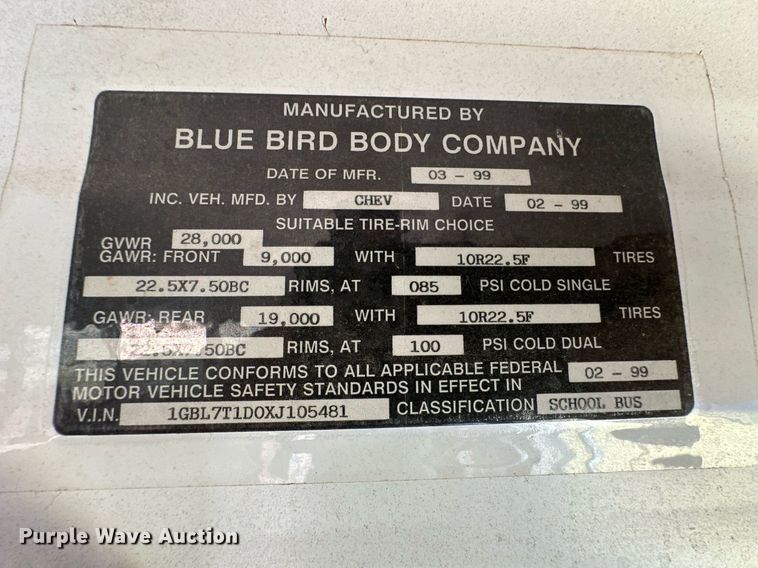 MANUFACTURED BY
BLUE BIRD BODY COMPANY
DATE OF MFR. 03 - 99
INC. VEH. MFD. BY CHEV DATE 02 - 99
SUITABLE TIRE-RIM CHOICE
GVWR 28,000
GAWR: FRONT 9,000 WITH 10R22.5F TIRES
22.5X7.50BC RIMS, AT 085 PSI COLD SINGLE
GAWR: REAR 19,000 WITH 10R22.5F TIRES
22.5X7.50BC RIMS, AT 100 PSI COLD DUAL
THIS VEHICLE CONFORMS TO ALL APPLICABLE FEDERAL 02 - 99
MOTOR VEHICLE SAFETY STANDARDS IN EFFECT IN
V.I.N. 1GBL7T1D0XJ105481 CLASSIFICATION SCHOOL BUS
Purple Wave Auction